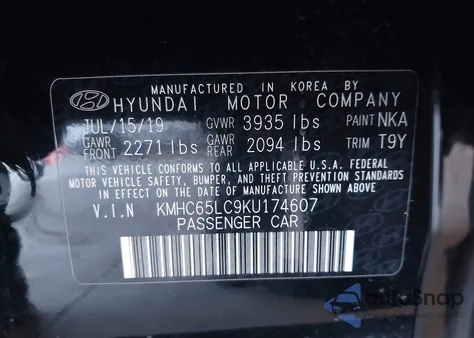 MANUFACTURED IN KOREA BY
HYUNDAI MOTOR COMPANY
JUL/15/19 GVWR 3935 lbs PAINT NKA
GAWR FRONT 2271 lbs GAWR REAR 2094 lbs TRIM T9Y
THIS VEHICLE CONFORMS TO ALL APPLICABLE U.S.A. FEDERAL
MOTOR VEHICLE SAFETY, BUMPER, AND THEFT PREVENTION STANDARDS
IN EFFECT ON THE DATE OF MANUFACTURE SHOWN ABOVE.
V.I.N KMHC65LC9KU174607
PASSENGER CAR
autoSnap